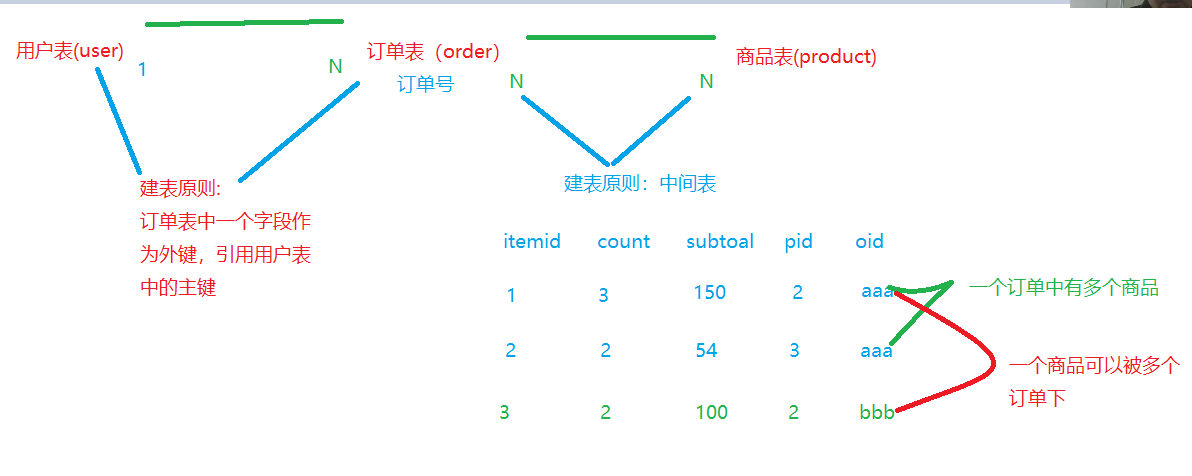 用户表(user)
1
N
订单表（order）
订单号
N
N
商品表(product)
建表原则:
订单表中一个字段作
为外键，引用用户表
中的主键
建表原则：中间表
itemid count subtoal pid oid
1 3 150 2 aaa
一个订单中有多个商品
2 2 54 3 aaa
一个商品可以被多个
订单下
3 2 100 2 bbb